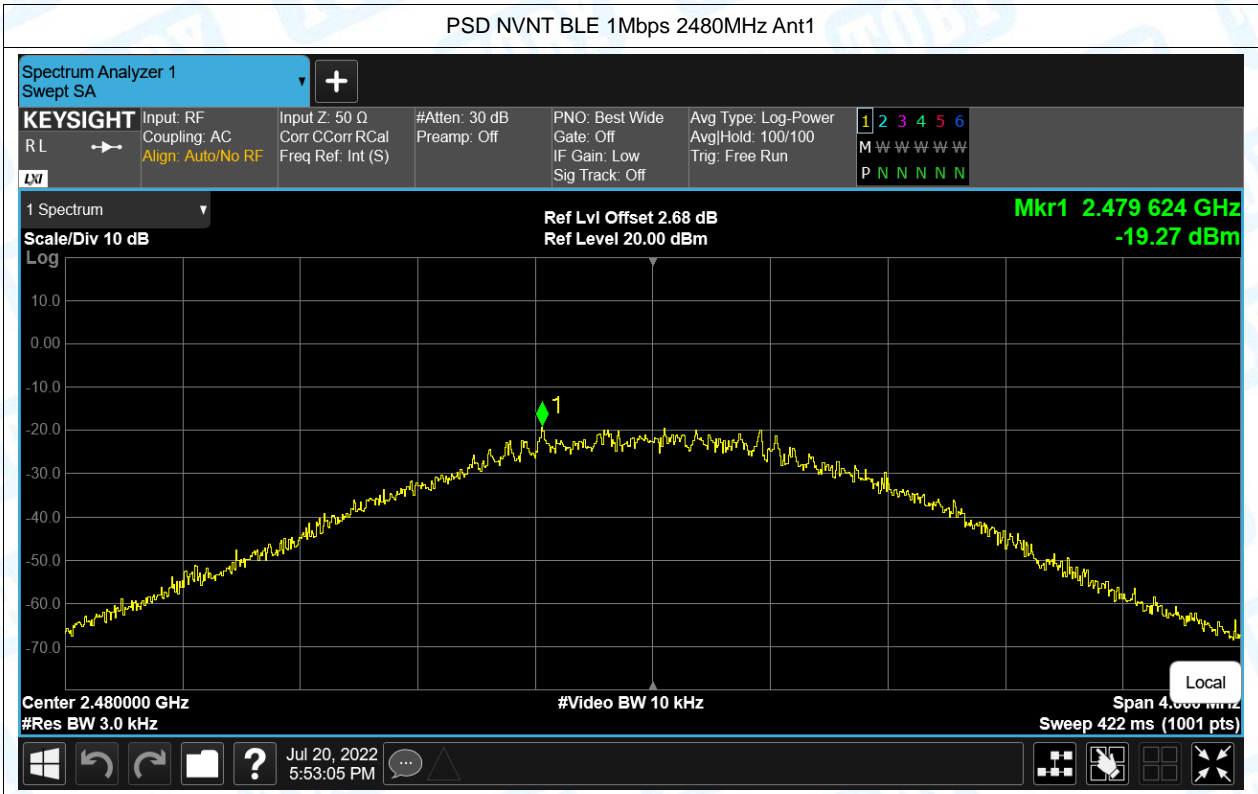 PSD NVNT BLE 1Mbps 2480MHz Ant1
Spectrum Analyzer 1
Swept SA
KEYSIGHT
RL
LXI
Input: RF
Coupling: AC
Align: Auto/No RF
Input Z: 50 Ω
Corr CCorr RCal
Freq Ref: Int (S)
#Atten: 30 dB
Preamp: Off
PNO: Best Wide
Gate: Off
IF Gain: Low
Sig Track: Off
Avg Type: Log-Power
Avg|Hold: 100/100
Trig: Free Run
1 2 3 4 5 6
M W W W W W
P N N N N N
1 Spectrum
Scale/Div 10 dB
Ref Lvl Offset 2.68 dB
Ref Level 20.00 dBm
Mkr1 2.479 624 GHz
-19.27 dBm
Log
10.0
0.00
-10.0
1
-20.0
-30.0
-40.0
-50.0
-60.0
-70.0
Local
Center 2.480000 GHz
#Video BW 10 kHz
Span 4.000 MHz
#Res BW 3.0 kHz
Sweep 422 ms (1001 pts)
?
Jul 20, 2022
5:53:05 PM